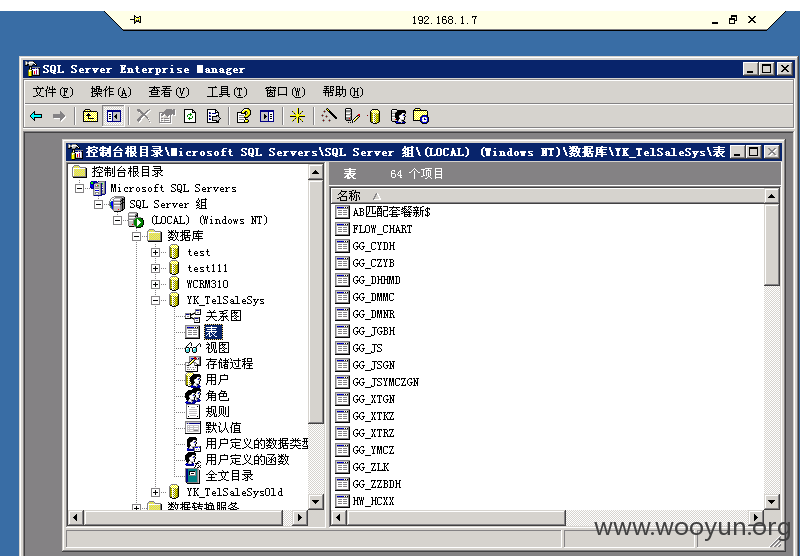 192.168.1.7
SQL Server Enterprise Manager
文件(F) 操作(A) 查看(V) 工具(T) 窗口(W) 帮助(H)
控制台根目录\Microsoft SQL Servers\SQL Server 组\(LOCAL) (Windows NT)\数据库\YK_TelSaleSys\表
控制台根目录
Microsoft SQL Servers
SQL Server 组
(LOCAL) (Windows NT)
数据库
test
test111
WCRM310
YK_TelSaleSys
关系图
表
视图
存储过程
用户
角色
规则
默认值
用户定义的数据类型
用户定义的函数
全文目录
YK_TelSaleSysOld
数据转换服务
表 64 个项目
名称
AB匹配套餐新$
FLOW_CHART
GG_CYDH
GG_CZYB
GG_DHHMD
GG_DMMC
GG_DMNR
GG_JGBH
GG_JS
GG_JSGN
GG_JSYMCZGN
GG_XTGN
GG_XTKZ
GG_XTRZ
GG_YMCZ
GG_ZLK
GG_ZZBDH
HW_HCXX
www.wooyun.org